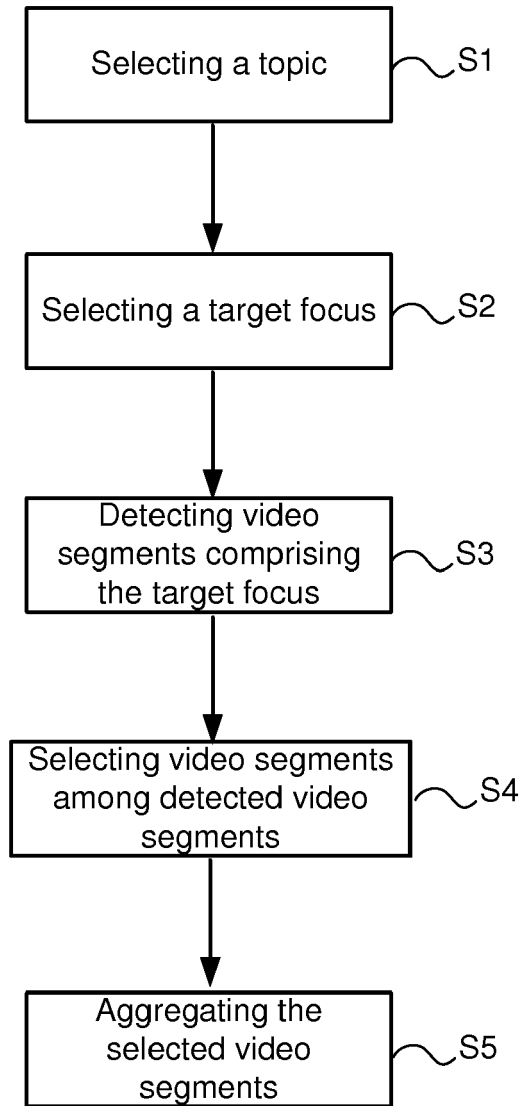 Selecting a topic
S1
Selecting a target focus
S2
Detecting video
segments comprising
the target focus
S3
Selecting video segments
among detected video
segments
S4
Aggregating the
selected video
segments
S5